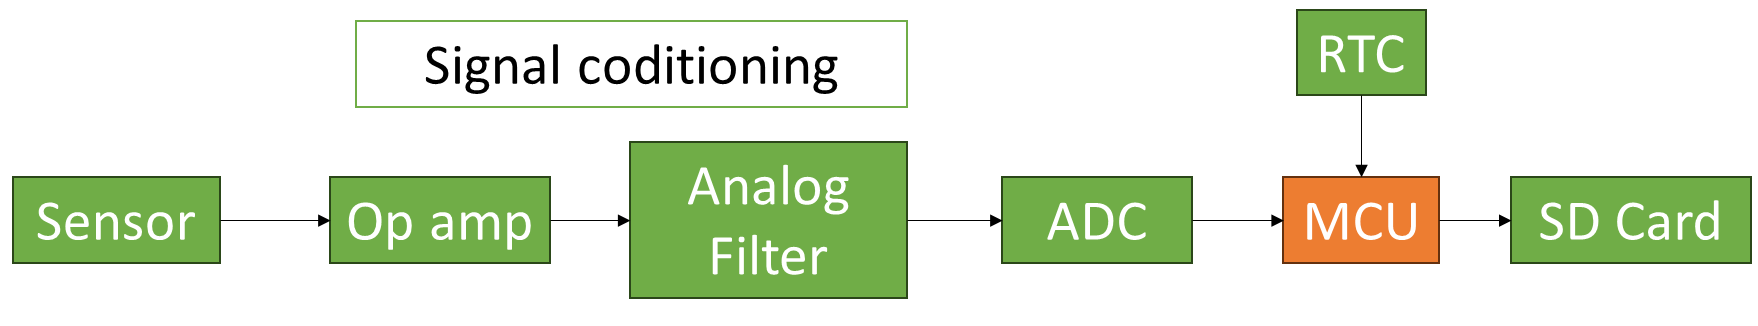 Signal coditioning
RTC
Sensor
Op amp
Analog
Filter
ADC
MCU
SD Card